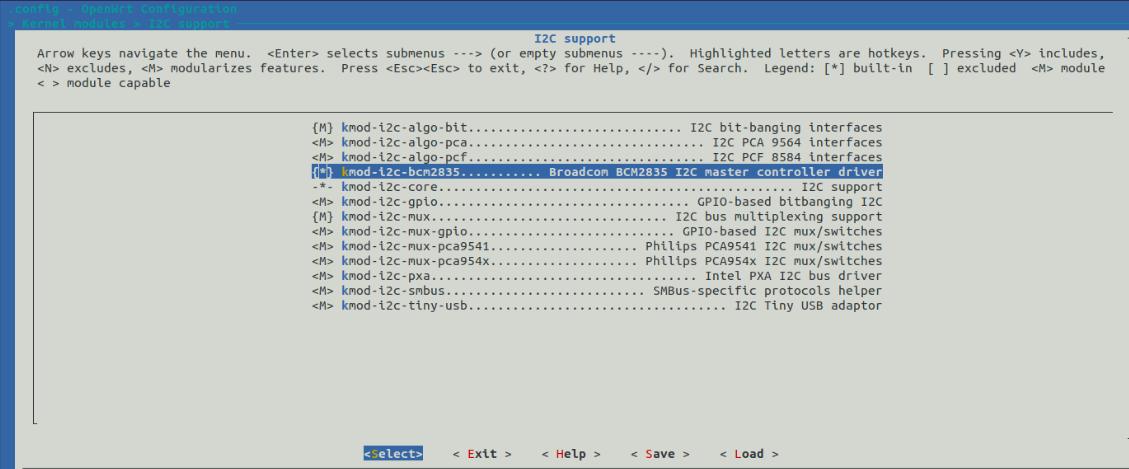 .config - OpenWrt Configuration
> Kernel modules > I2C support
I2C support
Arrow keys navigate the menu.  <Enter> selects submenus ---> (or empty submenus ----).  Highlighted letters are hotkeys.  Pressing <Y> includes,
<N> excludes, <M> modularizes features.  Press <Esc><Esc> to exit, <?> for Help, </> for Search.  Legend: [*] built-in  [ ] excluded  <M> module
< > module capable
{M} kmod-i2c-algo-bit............................. I2C bit-banging interfaces
<M> kmod-i2c-algo-pca................................ I2C PCA 9564 interfaces
<M> kmod-i2c-algo-pcf................................ I2C PCF 8584 interfaces
{*} kmod-i2c-bcm2835........... Broadcom BCM2835 I2C master controller driver
-*- kmod-i2c-core................................................ I2C support
<M> kmod-i2c-gpio.................................. GPIO-based bitbanging I2C
{M} kmod-i2c-mux................................ I2C bus multiplexing support
<M> kmod-i2c-mux-gpio............................ GPIO-based I2C mux/switches
<M> kmod-i2c-mux-pca9541.................... Philips PCA9541 I2C mux/switches
<M> kmod-i2c-mux-pca954x.................... Philips PCA954x I2C mux/switches
<M> kmod-i2c-pxa.................................... Intel PXA I2C bus driver
<M> kmod-i2c-smbus........................... SMBus-specific protocols helper
<M> kmod-i2c-tiny-usb................................... I2C Tiny USB adaptor
<Select>    < Exit >    < Help >    < Save >    < Load >